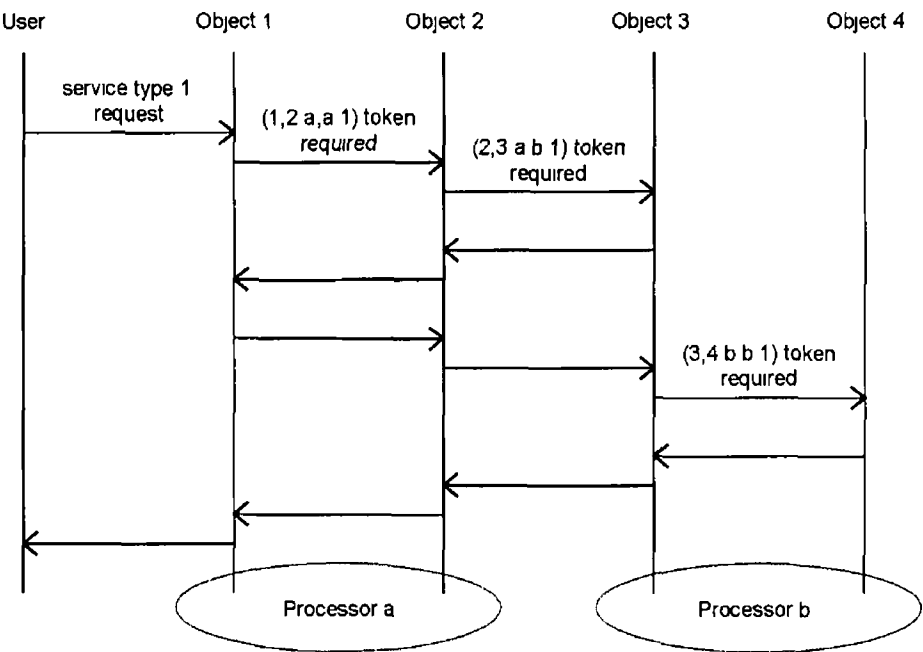 User Object 1 Object 2 Object 3 Object 4
service type 1
request
(1,2 a,a 1) token
required
(2,3 a b 1) token
required
(3,4 b b 1) token
required
Processor a Processor b